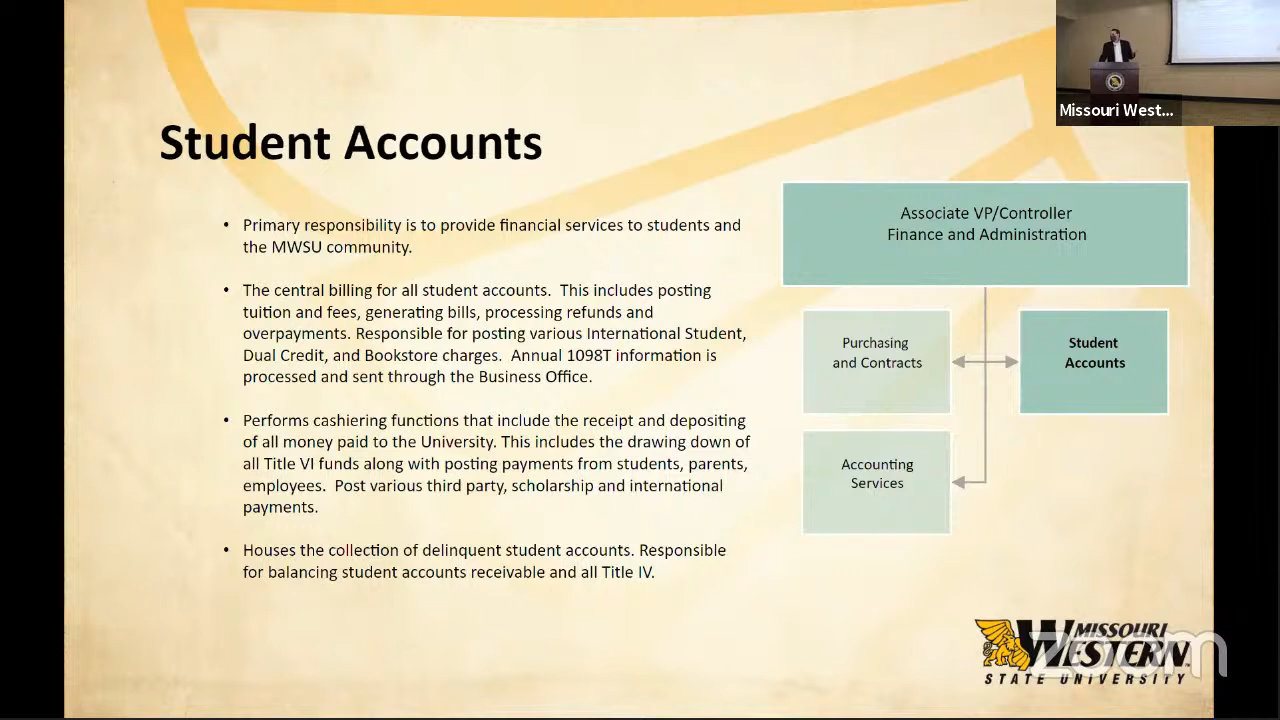 Missouri West...
Student Accounts
• Primary responsibility is to provide financial services to students and
the MWSU community.
• The central billing for all student accounts. This includes posting
tuition and fees, generating bills, processing refunds and
overpayments. Responsible for posting various International Student,
Dual Credit, and Bookstore charges. Annual 1098T information is
processed and sent through the Business Office.
• Performs cashiering functions that include the receipt and depositing
of all money paid to the University. This includes the drawing down of
all Title VI funds along with posting payments from students, parents,
employees. Post various third party, scholarship and international
payments.
• Houses the collection of delinquent student accounts. Responsible
for balancing student accounts receivable and all Title IV.
Associate VP/Controller
Finance and Administration
Purchasing
and Contracts
Student
Accounts
Accounting
Services
MISSOURI
WESTERN
STATE UNIVERSITY
zoom